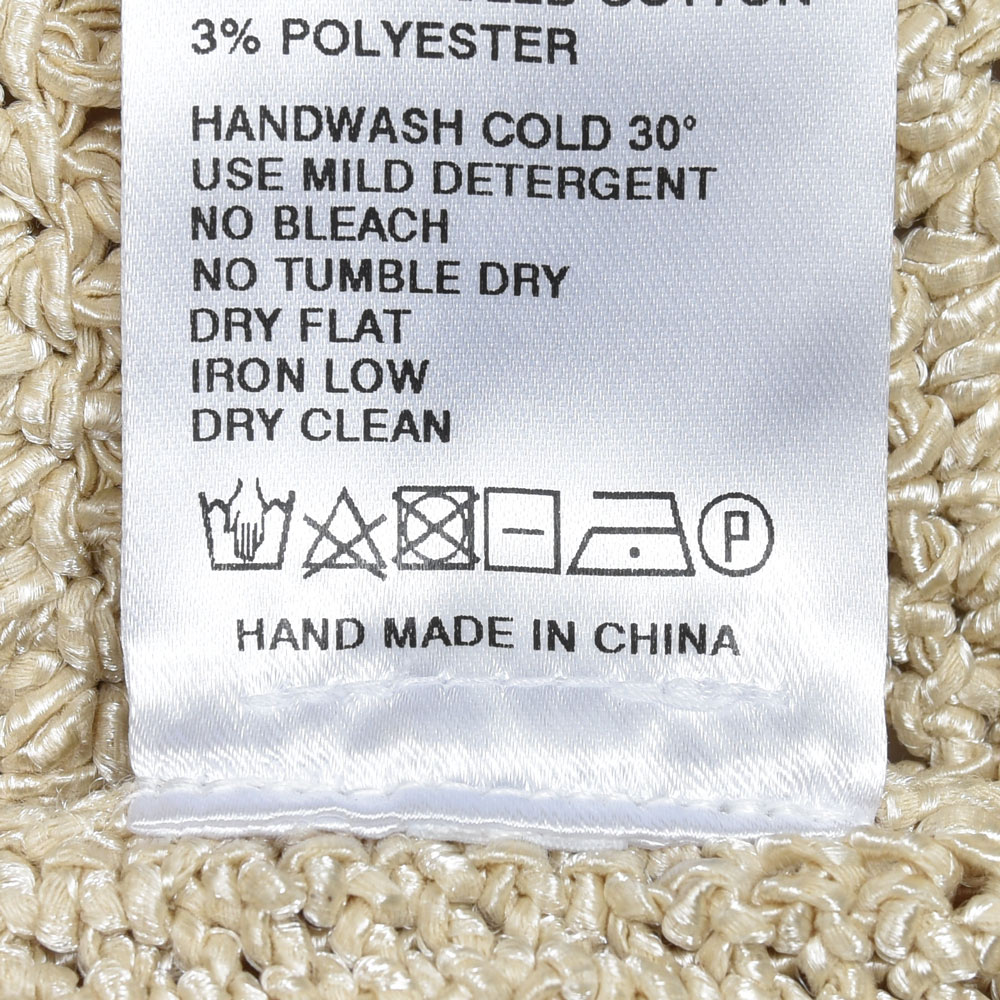 COTTON
3% POLYESTER
HANDWASH COLD 30°
USE MILD DETERGENT
NO BLEACH
NO TUMBLE DRY
DRY FLAT
IRON LOW
DRY CLEAN
P
HAND MADE IN CHINA